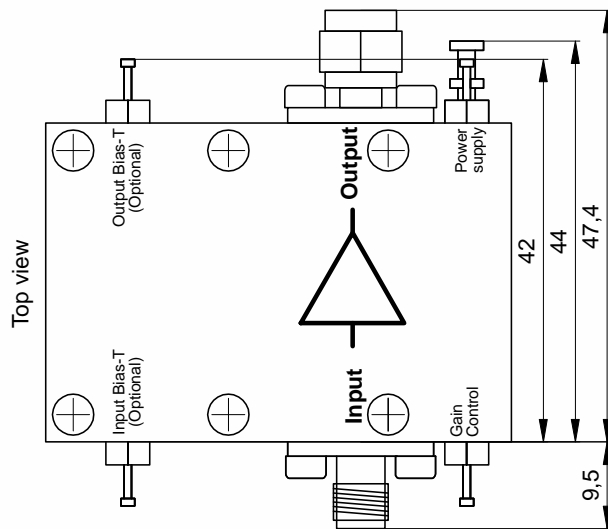 Top view
Output Bias-T
(Optional)
Output
Power
supply
Input Bias-T
(Optional)
Input
Gain
Control
42
44
47,4
9,5